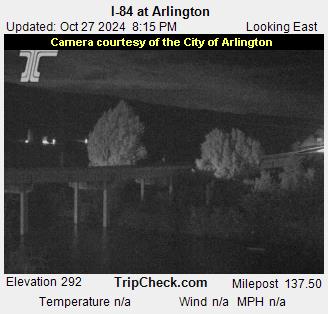 I-84 at Arlington
Updated: Oct 27 2024 8:15 PM Looking East
Camera courtesy of the City of Arlington
Elevation 292 TripCheck.com Milepost 137.50
Temperature n/a Wind n/a MPH n/a